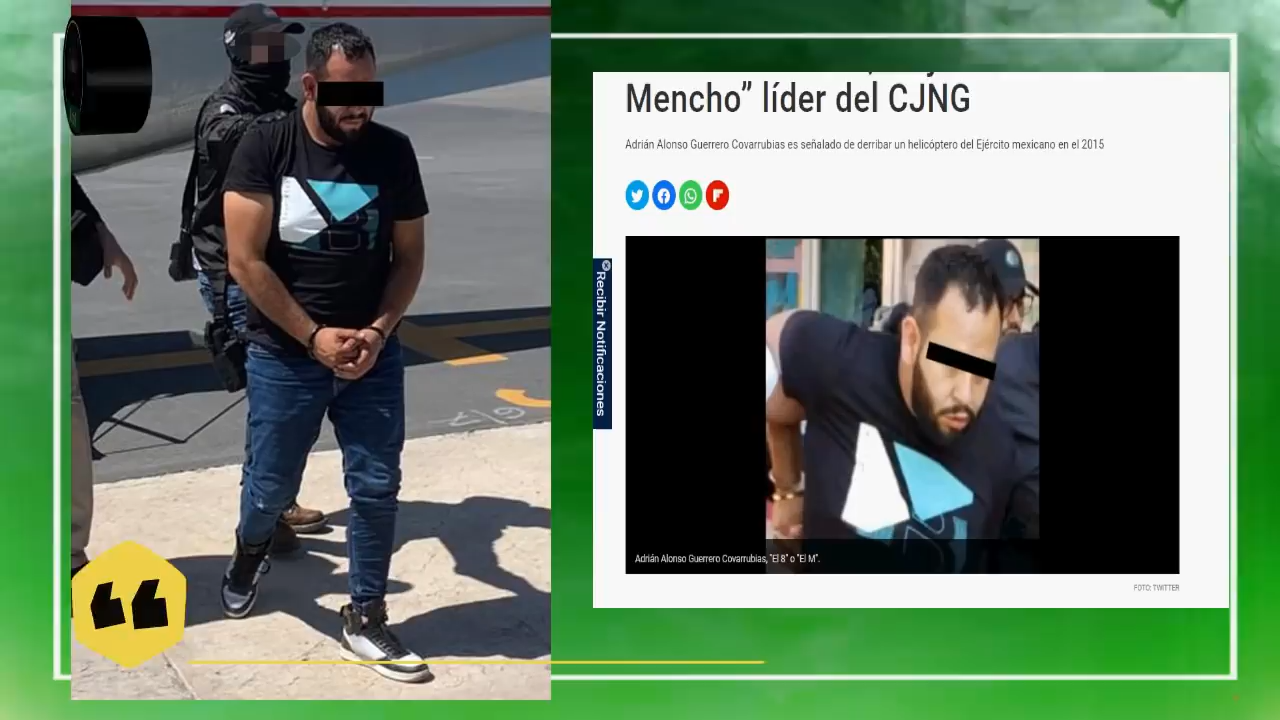 Mencho” líder del CJNG
Adrián Alonso Guerrero Covarrubias es señalado de derribar un helicóptero del Ejército mexicano en el 2015
Recibir Notificaciones
Adrián Alonso Guerrero Covarrubias, "El 8" o "El M".
FOTO: TWITTER